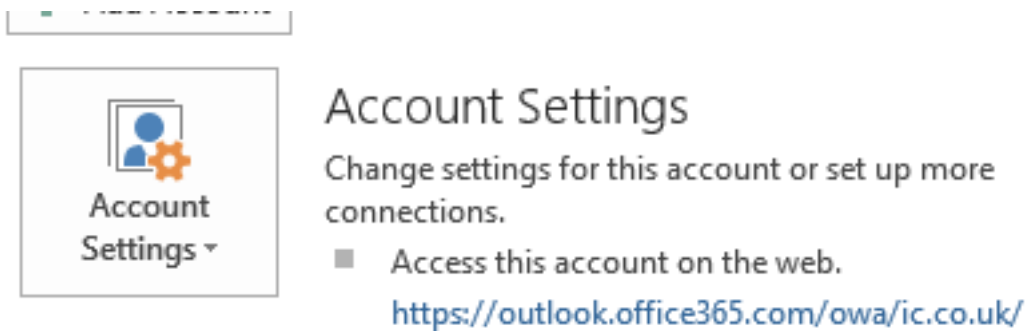 Account Settings
Change settings for this account or set up more
connections.
Access this account on the web.
https://outlook.office365.com/owa/ic.co.uk/
Account
Settings